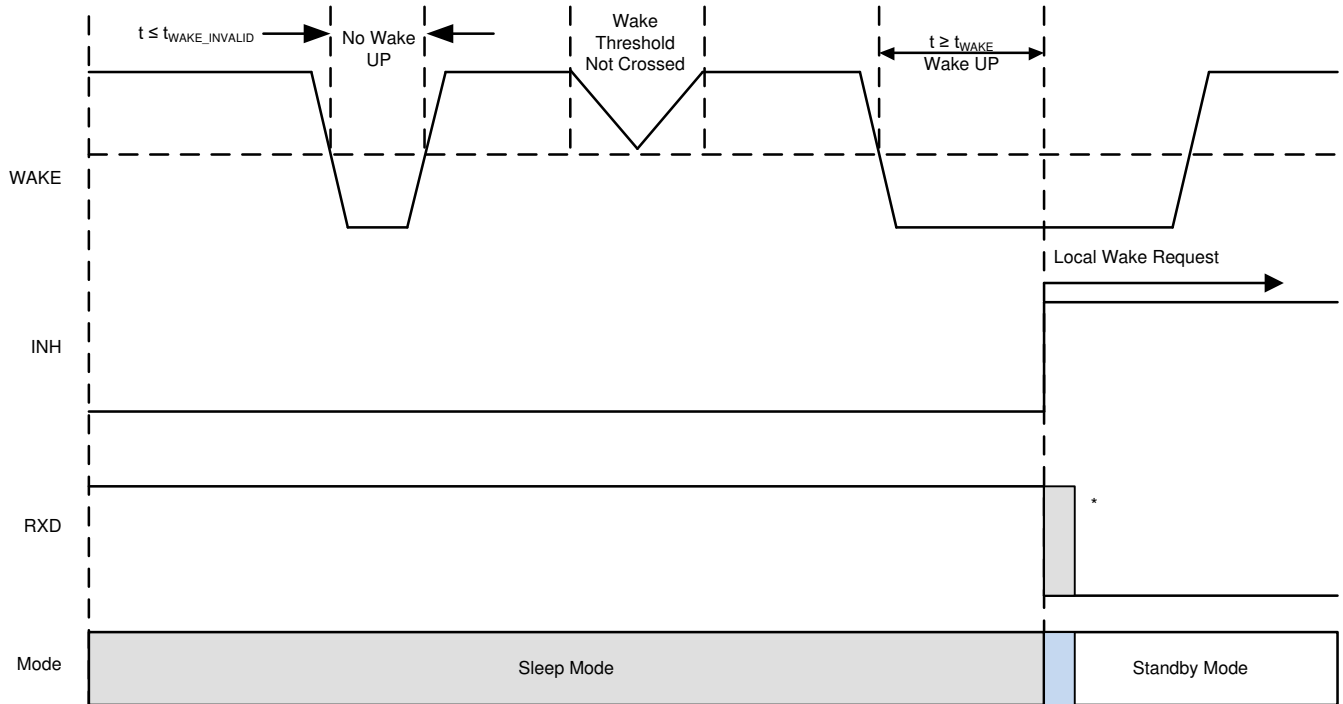 t ≤ tWAKE_INVALID
No Wake
UP
Wake
Threshold
Not Crossed
t ≥ tWAKE
Wake UP
WAKE
Local Wake Request
INH
RXD
*
Mode
Sleep Mode
Standby Mode